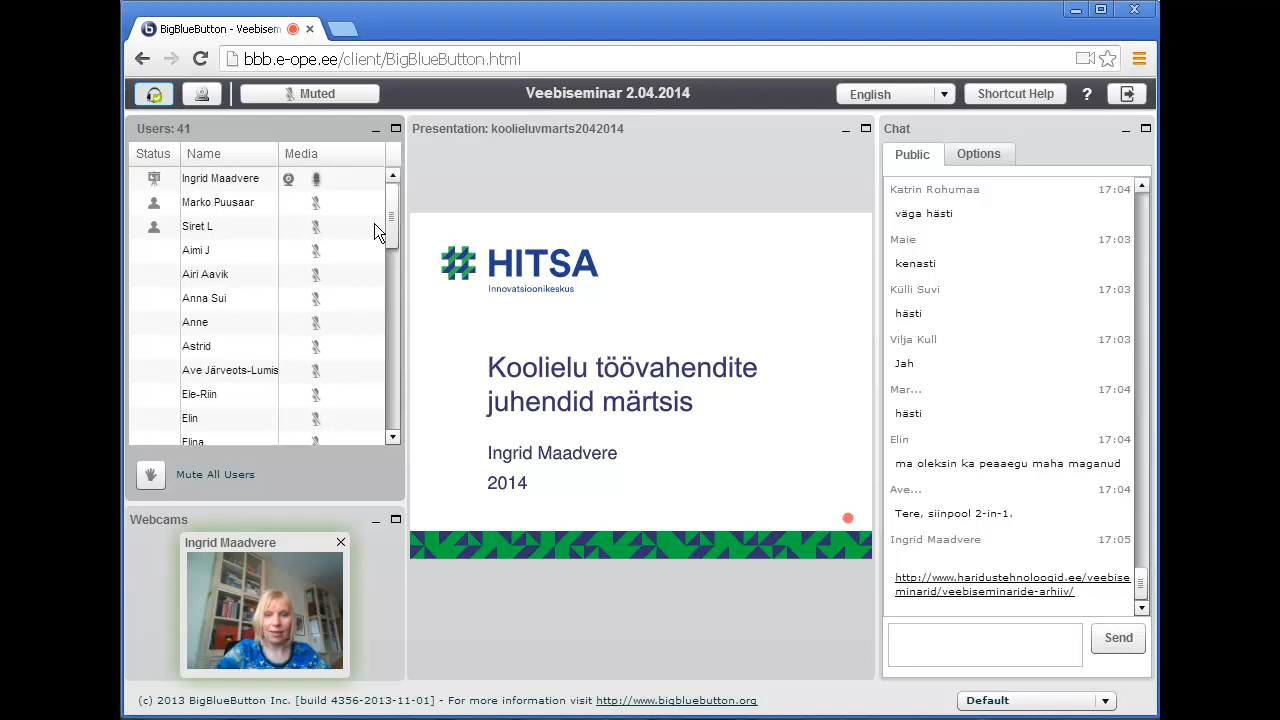 BigBlueButton - Veebisem
bbb.e-ope.ee/client/BigBlueButton.html
Muted
Veebiseminar 2.04.2014
English
Shortcut Help
?
Users: 41
Status Name Media
Ingrid Maadvere
Marko Puusaar
Siret L
Aimi J
Airi Aavik
Anna Sui
Anne
Astrid
Ave Järveots-Lumis
Ele-Riin
Elin
Elina
Mute All Users
Webcams
Ingrid Maadvere
Presentation: koolieluvmarts2042014
HITSA
Innovatsioonikeskus
Koolielu töövahendite
juhendid märtsis
Ingrid Maadvere
2014
Chat
Public Options
Katrin Rohumaa 17:04
väga hästi
Maie 17:03
kenasti
Külli Suvi 17:03
hästi
Vilja Kull 17:03
Jah
Mar... 17:04
hästi
Elin 17:04
ma oleksin ka peaaegu maha maganud
Ave... 17:04
Tere, siinpool 2-in-1.
Ingrid Maadvere 17:05
http://www.haridustehnoloogid.ee/veebise
minarid/veebiseminaride-arhiiv/
Send
(c) 2013 BigBlueButton Inc. [build 4356-2013-11-01] - For more information visit http://www.bigbluebutton.org
Default